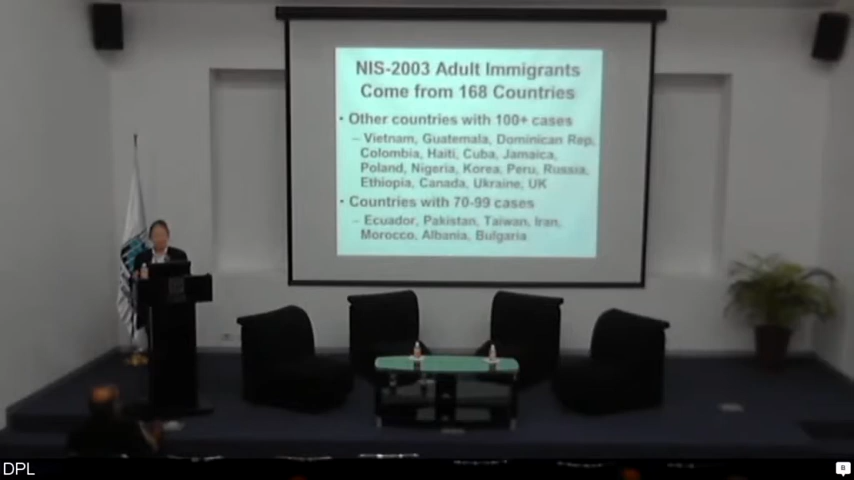 NIS-2003 Adult Immigrants
Come from 168 Countries
• Other countries with 100+ cases
– Vietnam, Guatemala, Dominican Rep,
Colombia, Haiti, Cuba, Jamaica,
Poland, Nigeria, Korea, Peru, Russia,
Ethiopia, Canada, Ukraine, UK
• Countries with 70-99 cases
– Ecuador, Pakistan, Taiwan, Iran,
Morocco, Albania, Bulgaria
DPL